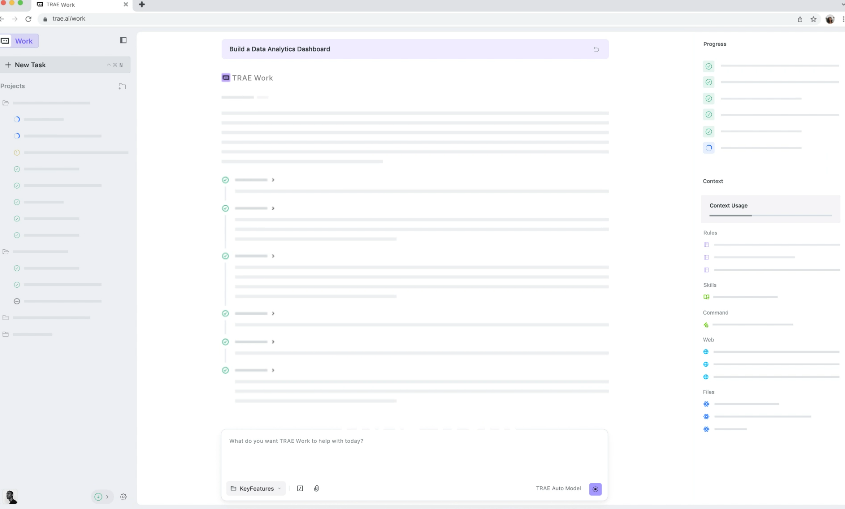 TRAE Work
trae.ai/work
Work
New Task
Projects
Build a Data Analytics Dashboard
TRAE Work
What do you want TRAE Work to help with today?
KeyFeatures
TRAE Auto Model
Progress
Context
Context Usage
Rules
Skills
Command
Web
Files